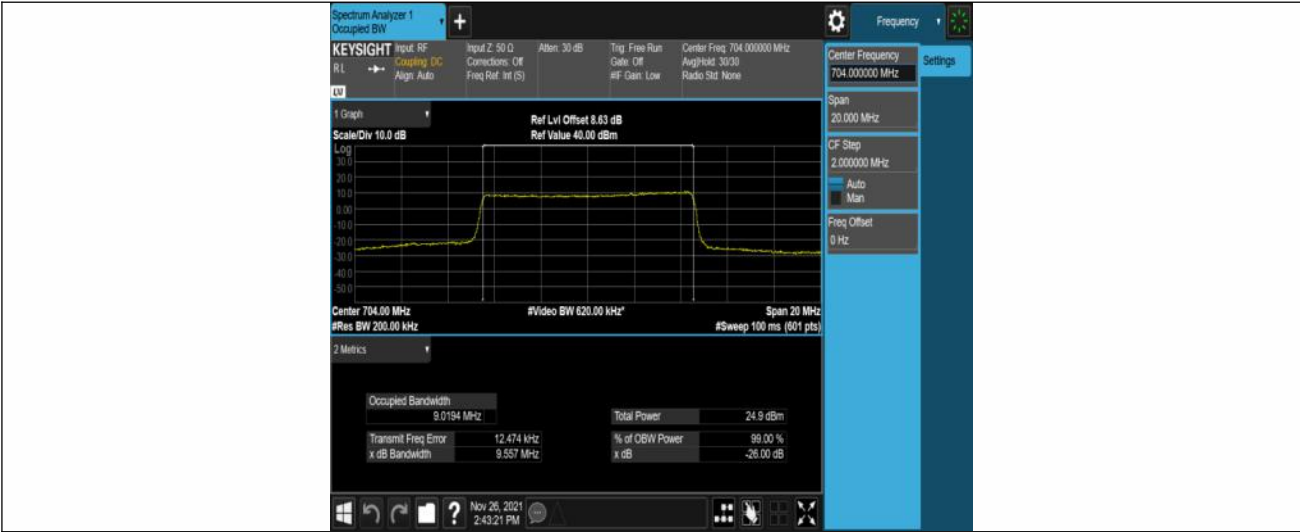 Spectrum Analyzer 1
Occupied BW
+
Frequency
KEYSIGHT
RL
Input: RF
Coupling: DC
Align: Auto
Input Z: 50 Ω
Corrections: Off
Freq Ref: Int (S)
Atten: 30 dB
Trig: Free Run
Gate: Off
#IF Gain: Low
Center Freq: 704.000000 MHz
Avg|Hold: 30/30
Radio Std: None
Center Frequency
704.000000 MHz
Settings
Span
20.000 MHz
CF Step
2.000000 MHz
Auto
Man
Freq Offset
0 Hz
1 Graph
Scale/Div 10.0 dB
Ref Lvl Offset 8.63 dB
Ref Value 40.00 dBm
Log
30.0
20.0
10.0
0.00
-10.0
-20.0
-30.0
-40.0
-50.0
Center 704.00 MHz
#Video BW 620.00 kHz*
Span 20 MHz
#Res BW 200.00 kHz
#Sweep 100 ms (601 pts)
2 Metrics
Occupied Bandwidth
9.0194 MHz
Total Power
24.9 dBm
Transmit Freq Error
12.474 kHz
% of OBW Power
99.00 %
x dB Bandwidth
9.557 MHz
x dB
-26.00 dB
?
Nov 26, 2021
2:43:21 PM